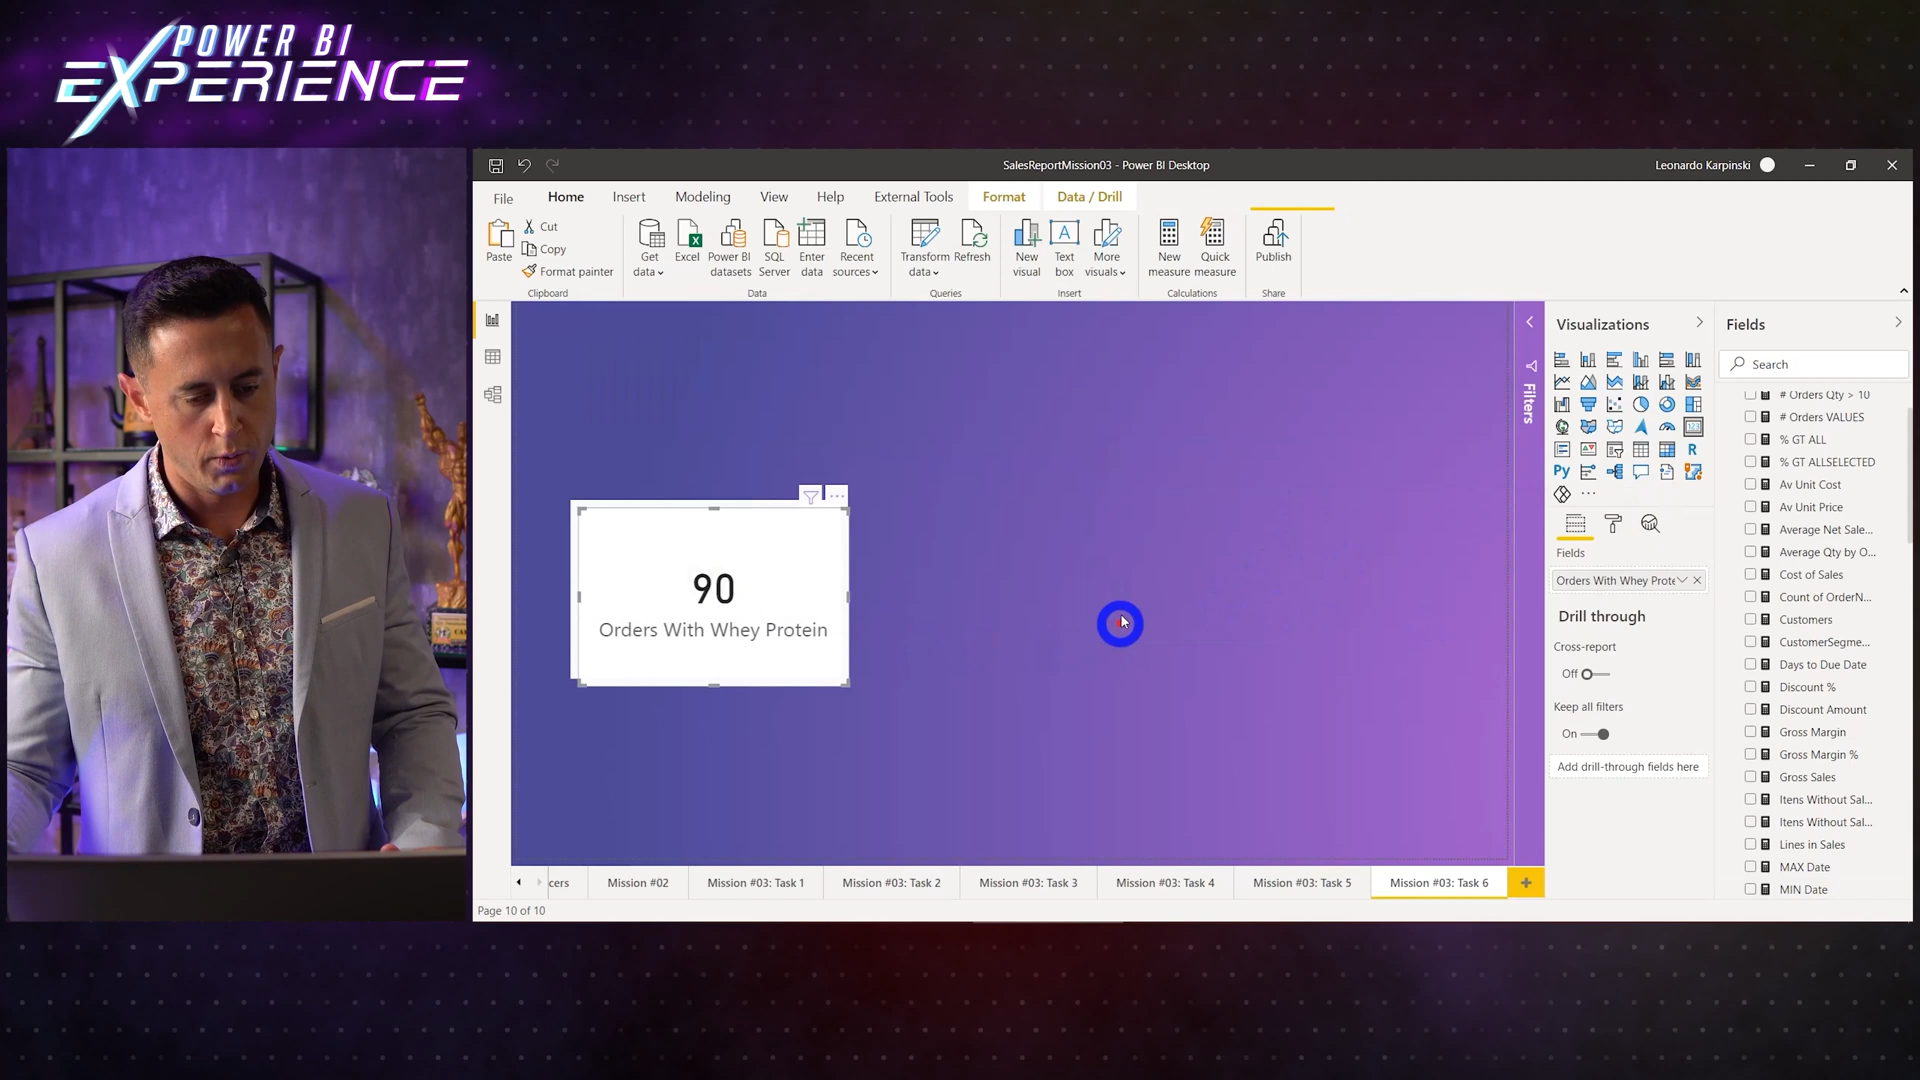 POWER BI
EXPERIENCE
SalesReportMission03 - Power BI Desktop
Leonardo Karpinski
File
Home
Insert
Modeling
View
Help
External Tools
Format
Data / Drill
Paste
Cut
Copy
Format painter
Clipboard
Get data
Excel
Power BI datasets
SQL Server
Enter data
Recent sources
Data
Transform data
Refresh
Queries
New visual
Text box
More visuals
Insert
New measure
Quick measure
Calculations
Publish
Share
90
Orders With Whey Protein
Filters
Visualizations
R
Py
Fields
Orders With Whey Prote
Drill through
Cross-report
Off
Keep all filters
On
Add drill-through fields here
Fields
Search
# Orders Qty > 10
# Orders VALUES
% GT ALL
% GT ALLSELECTED
Av Unit Cost
Av Unit Price
Average Net Sale...
Average Qty by O...
Cost of Sales
Count of OrderN...
Customers
CustomerSegme...
Days to Due Date
Discount %
Discount Amount
Gross Margin
Gross Margin %
Gross Sales
Itens Without Sal...
Itens Without Sal...
Lines in Sales
MAX Date
MIN Date
cers
Mission #02
Mission #03: Task 1
Mission #03: Task 2
Mission #03: Task 3
Mission #03: Task 4
Mission #03: Task 5
Mission #03: Task 6
Page 10 of 10